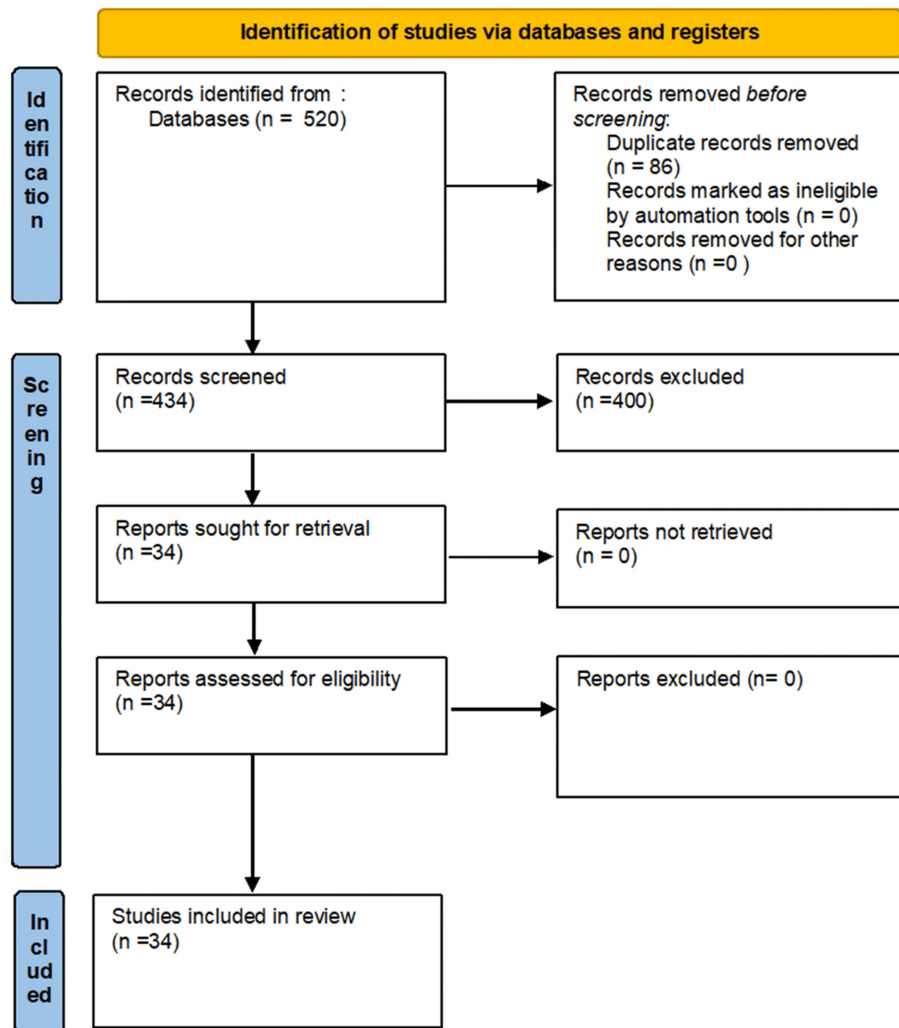 Identification of studies via databases and registers
Id
en
tifi
ca
tio
n
Records identified from :
Databases (n = 520)
Records removed before
screening:
Duplicate records removed
(n = 86)
Records marked as ineligible
by automation tools (n = 0)
Records removed for other
reasons (n =0 )
Sc
re
en
in
g
Records screened
(n =434)
Records excluded
(n =400)
Reports sought for retrieval
(n =34)
Reports not retrieved
(n = 0)
Reports assessed for eligibility
(n =34)
Reports excluded (n= 0)
In
cl
ud
ed
Studies included in review
(n =34)